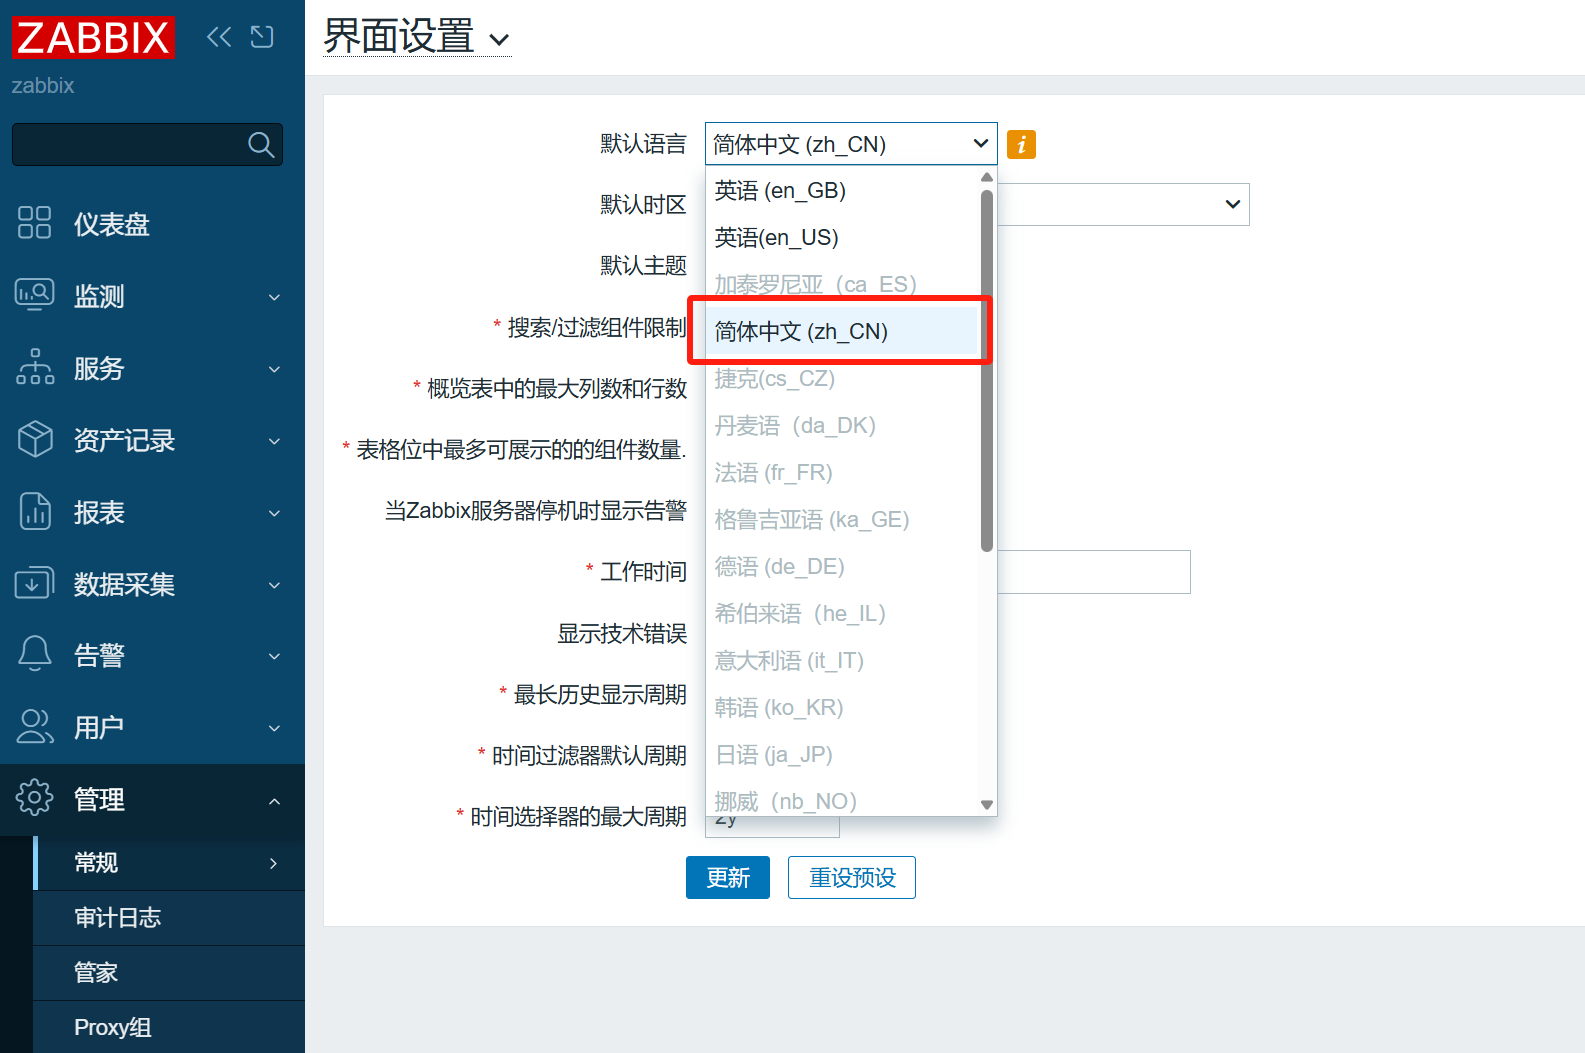 ZABBIX
zabbix
仪表盘
监测
服务
资产记录
报表
数据采集
告警
用户
管理
常规
审计日志
管家
Proxy组
界面设置
默认语言 简体中文 (zh_CN) i
默认时区
默认主题
* 搜索/过滤组件限制
* 概览表中的最大列数和行数
* 表格位中最多可展示的的组件数量.
当Zabbix服务器停机时显示告警
* 工作时间
显示技术错误
* 最长历史显示周期
* 时间过滤器默认周期
* 时间选择器的最大周期 2y
英语 (en_GB)
英语(en_US)
加泰罗尼亚（ca_ES）
简体中文 (zh_CN)
捷克(cs_CZ)
丹麦语（da_DK）
法语 (fr_FR)
格鲁吉亚语 (ka_GE)
德语 (de_DE)
希伯来语（he_IL）
意大利语 (it_IT)
韩语 (ko_KR)
日语 (ja_JP)
挪威（nb_NO）
更新 重设预设